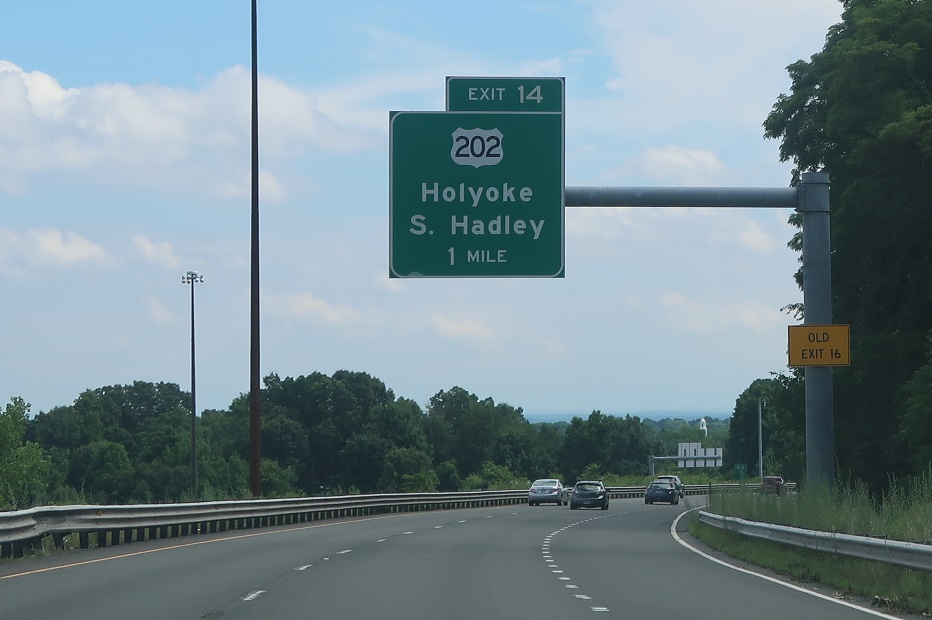 EXIT 14
202
Holyoke
S. Hadley
1 MILE
OLD
EXIT 16